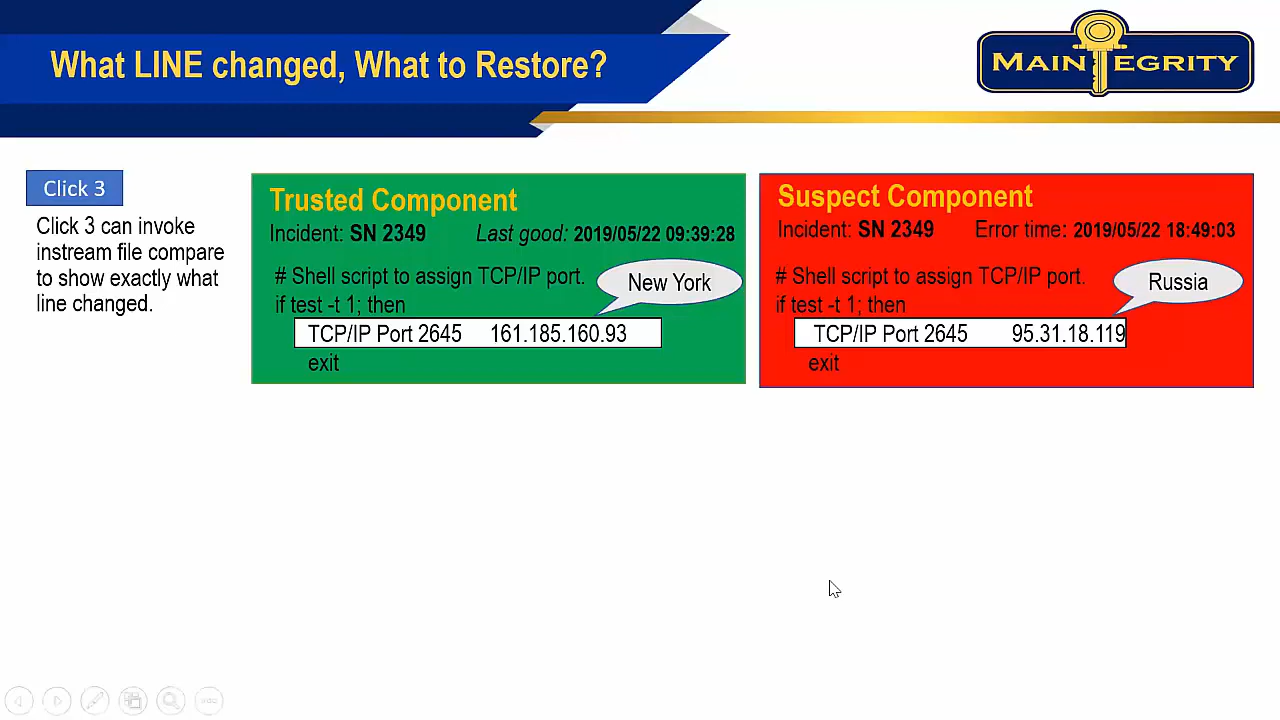 What LINE changed, What to Restore?
MAINTEGRITY
Click 3
Click 3 can invoke
instream file compare
to show exactly what
line changed.
Trusted Component
Incident: SN 2349 Last good: 2019/05/22 09:39:28
# Shell script to assign TCP/IP port.
New York
if test -t 1; then
TCP/IP Port 2645 161.185.160.93
exit
Suspect Component
Incident: SN 2349 Error time: 2019/05/22 18:49:03
# Shell script to assign TCP/IP port.
Russia
if test -t 1; then
TCP/IP Port 2645 95.31.18.119
exit